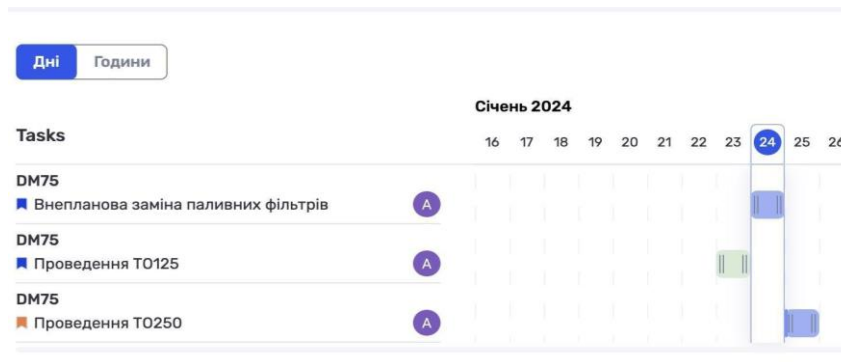 Дні Години
Січень 2024
Tasks
16 17 18 19 20 21 22 23 24 25 26
DM75
Внепланова заміна паливних фільтрів A
DM75
Проведення ТО125 A
DM75
Проведення ТО250 A